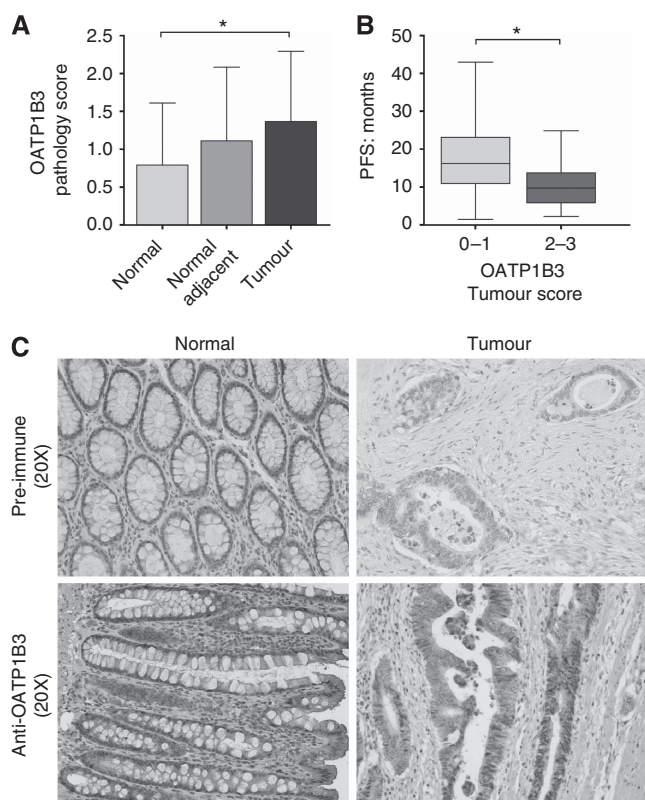 A
OATP1B3
pathology score
2.5
2.0
1.5
1.0
0.5
0.0
*
Normal
Normal
adjacent
Tumour
B
PFS: months
50
40
30
20
10
0
*
0–1
2–3
OATP1B3
Tumour score
C
Normal
Tumour
Pre-immune
(20X)
Anti-OATP1B3
(20X)